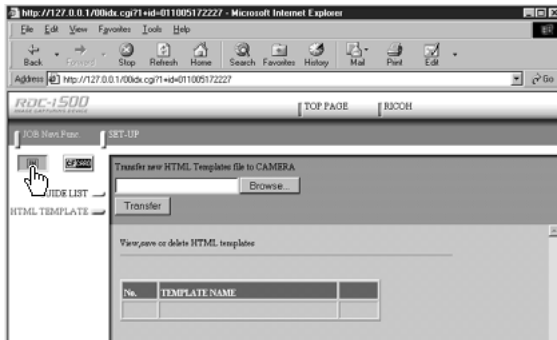 http://127.0.0.1/00idx.cgi?1+id=011005172227 - Microsoft Internet Explorer
File Edit View Favorites Tools Help
Back Forward Stop Refresh Home Search Favorites History Mail Print Edit
Address http://127.0.0.1/00idx.cgi?1+id=011005172227 Go
RDC-i500
IMAGE CAPTURING DEVICE
TOP PAGE RICOH
JOB Navi Func. SET-UP
GUIDE LIST
HTML TEMPLATE
Transfer new HTML Templates file to CAMERA
Browse...
Transfer
View,save or delete HTML templates
No. TEMPLATE NAME